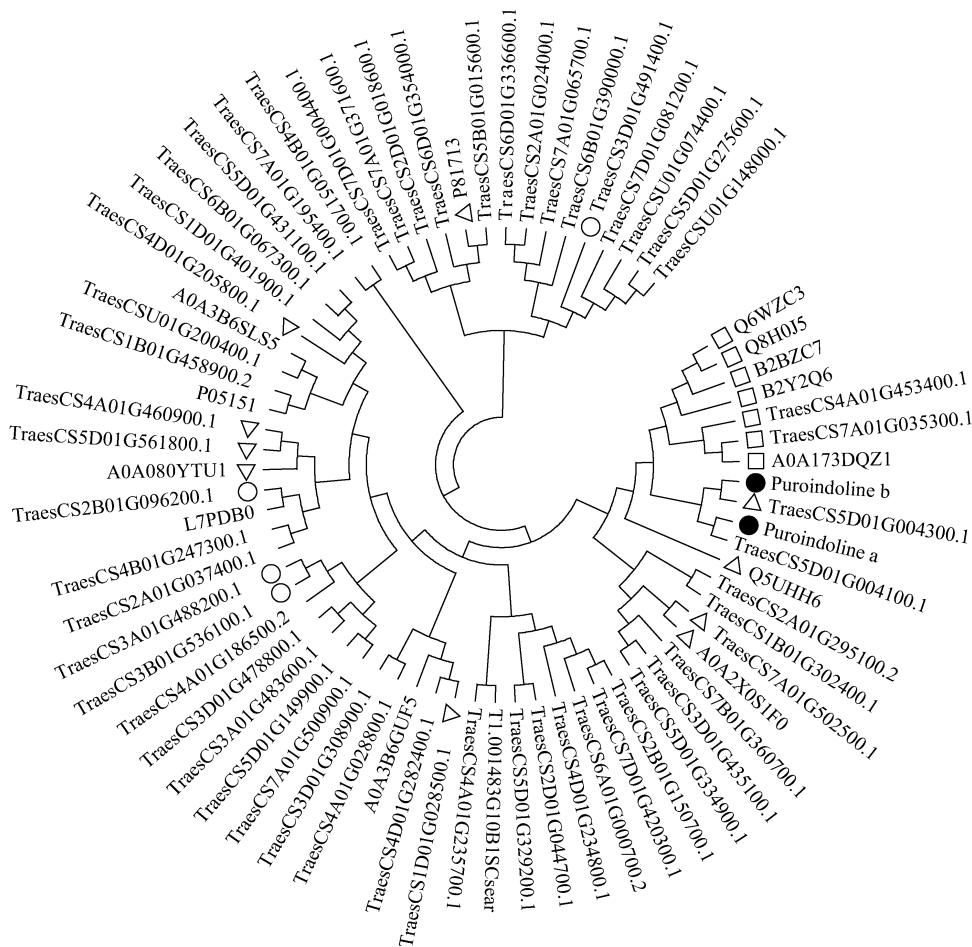 Q6WZC3
Q8H0J5
B2BZC7
B2Y2Q6
TraesCS4A01G453400.1
TraesCS7A01G035300.1
A0A173DQZ1
Puroindoline b
TraesCS5D01G004300.1
Puroindoline a
TraesCS5D01G004100.1
Q5UHH6
TraesCS2A01G295100.2
TraesCS1B01G302400.1
TraesCS7A01G502500.1
A0A2X0S1F0
TraesCS7B01G360700.1
TraesCS3D01G435100.1
TraesCS5D01G334900.1
TraesCS2B01G150700.1
TraesCS7D01G420300.1
TraesCS6A01G000700.2
TraesCS4D01G234800.1
TraesCS2D01G044700.1
TraesCS5D01G329200.1
T1.001483G10B1SCsear
TraesCS4A01G235700.1
TraesCS1D01G028500.1
TraesCS4D01G282400.1
A0A3B6GUF5
TraesCS4A01G028800.1
TraesCS3D01G308900.1
TraesCS7A01G500900.1
TraesCS5D01G149900.1
TraesCS3A01G483600.1
TraesCS3D01G478800.1
TraesCS4A01G186500.2
TraesCS3B01G536100.1
TraesCS3A01G488200.1
TraesCS2A01G037400.1
TraesCS4B01G247300.1
L7PDB0
TraesCS2B01G096200.1
A0A080YTU1
TraesCS5D01G561800.1
TraesCS4A01G460900.1
P05151
TraesCS1B01G458900.2
TraesCSU01G200400.1
A0A3B6SLS5
TraesCS4D01G205800.1
TraesCS1D01G401900.1
TraesCS6B01G067300.1
TraesCS5D01G431100.1
TraesCS7A01G195400.1
TraesCS4B01G051700.1
TraesCS7D01G004400.1
TraesCS7A01G371600.1
TraesCS2D01G018600.1
TraesCS6D01G354000.1
P81713
TraesCS5B01G015600.1
TraesCS6D01G336600.1
TraesCS2A01G024000.1
TraesCS7A01G065700.1
TraesCS6B01G390000.1
TraesCS3D01G491400.1
TraesCS7D01G081200.1
TraesCSU01G074400.1
TraesCS5D01G275600.1
TraesCSU01G148000.1